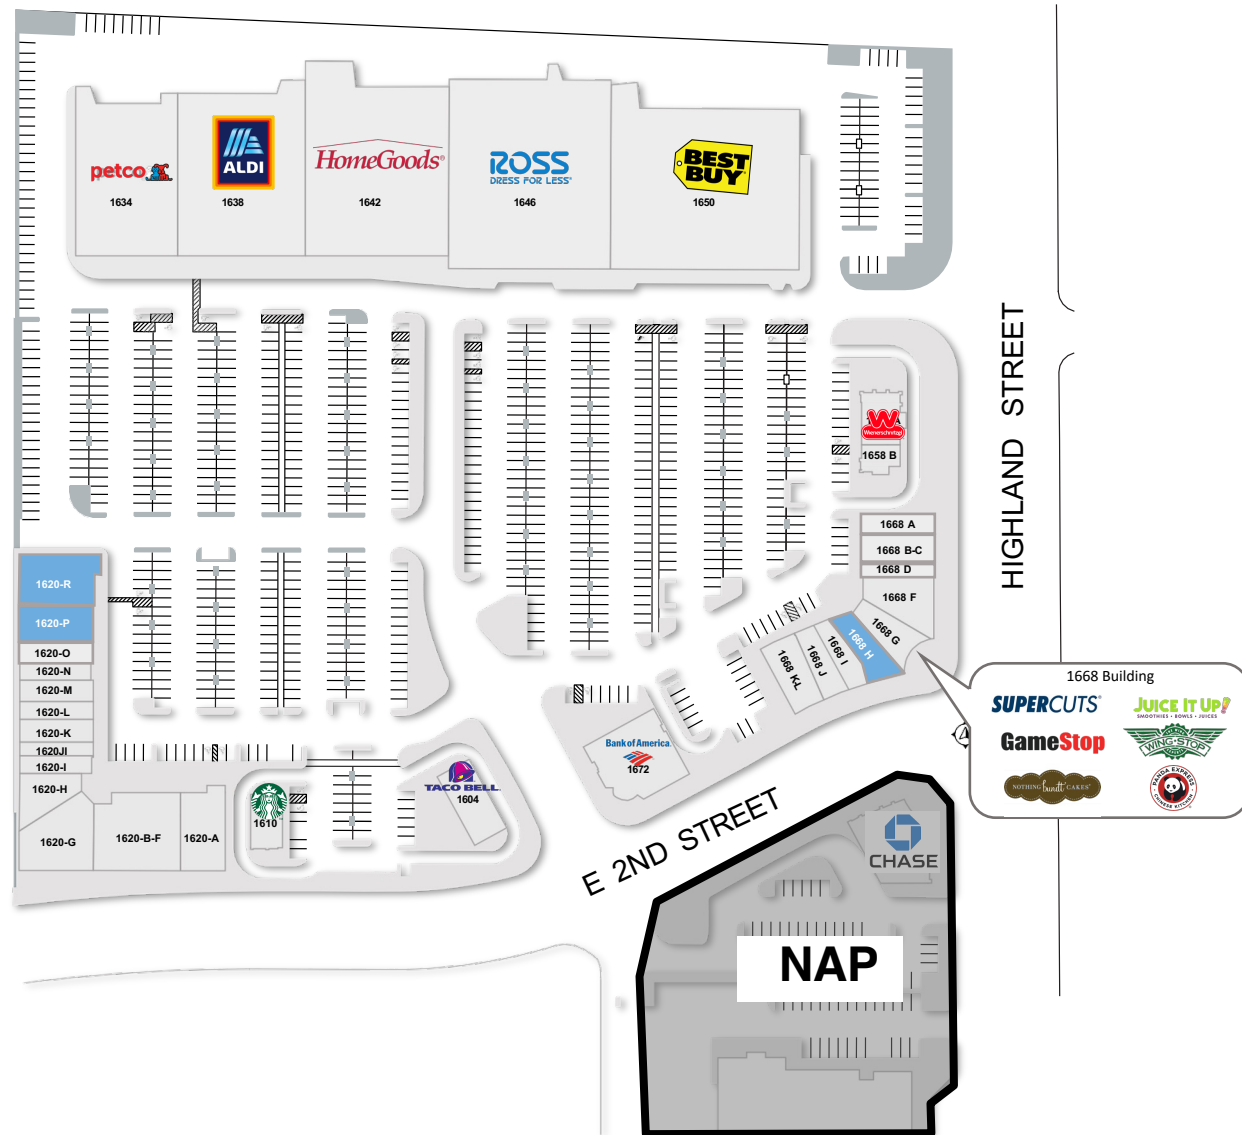 petco
1634
ALDI
1638
HomeGoods
1642
ROSS
DRESS FOR LESS
1646
BEST
BUY
1650
HIGHLAND STREET
W
Wienerschnitzel
A
1658 B
1668 A
1668 B-C
1668 D
1668 F
1668 G
1668 H
1668 I
1668 J
1668 K-L
1620-R
1620-P
1620-O
1620-N
1620-M
1620-L
1620-K
1620JI
1620-I
1620-H
1620-G
1620-B-F
1620-A
1610
TACO BELL
1604
Bank of America
1672
E 2ND STREET
1668 Building
SUPERCUTS
JUICE IT UP!
SMOOTHIES • BOWLS • JUICES
GameStop
WING•STOP
NOTHING bundt CAKES
PANDA EXPRESS
CHINESE KITCHEN
A
CHASE
NAP